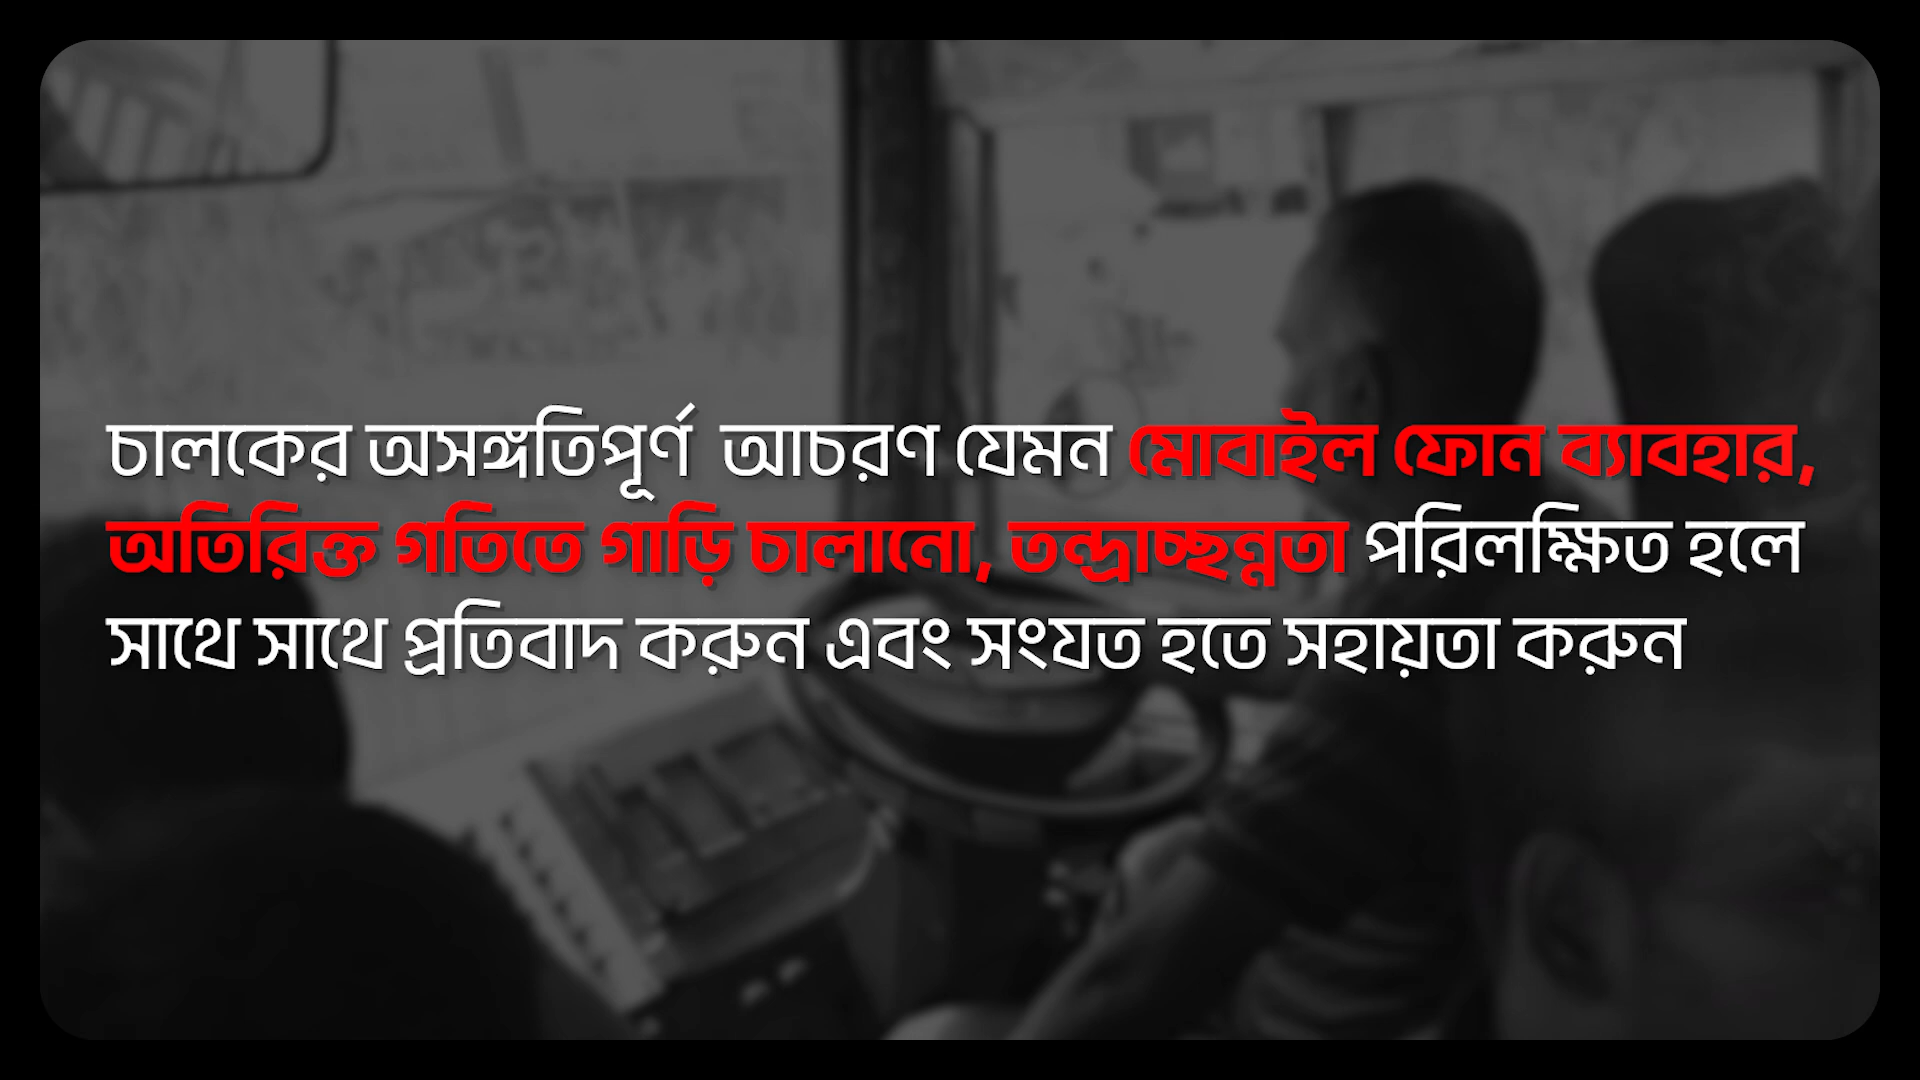 চালকের অসঙ্গতিপূর্ণ আচরণ যেমন মোবাইল ফোন ব্যাবহার,
অতিরিক্ত গতিতে গাড়ি চালানো, তন্দ্রাচ্ছন্নতা পরিলক্ষিত হলে
সাথে সাথে প্রতিবাদ করুন এবং সংযত হতে সহায়তা করুন